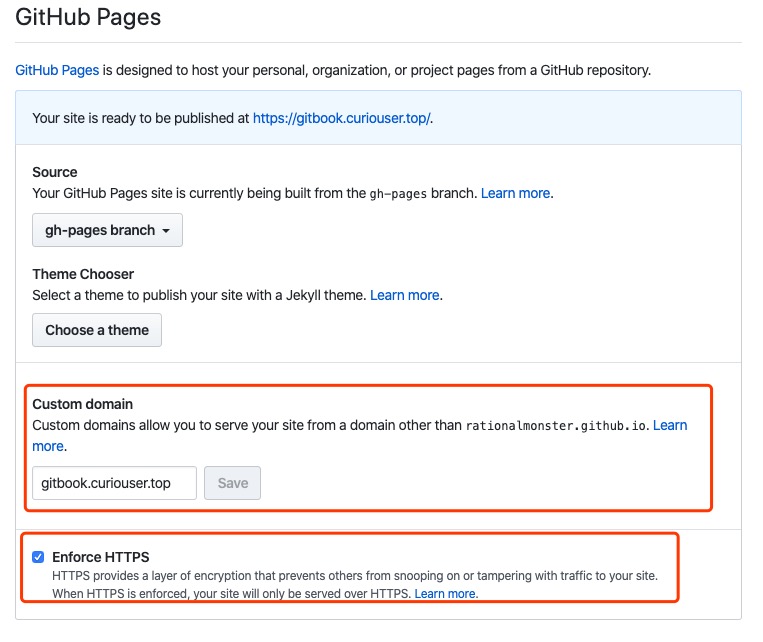 GitHub Pages
GitHub Pages is designed to host your personal, organization, or project pages from a GitHub repository.
Your site is ready to be published at https://gitbook.curiouser.top/.
Source
Your GitHub Pages site is currently being built from the gh-pages branch. Learn more.
gh-pages branch
Theme Chooser
Select a theme to publish your site with a Jekyll theme. Learn more.
Choose a theme
Custom domain
Custom domains allow you to serve your site from a domain other than rationalmonster.github.io. Learn
more.
gitbook.curiouser.top Save
Enforce HTTPS
HTTPS provides a layer of encryption that prevents others from snooping on or tampering with traffic to your site.
When HTTPS is enforced, your site will only be served over HTTPS. Learn more.